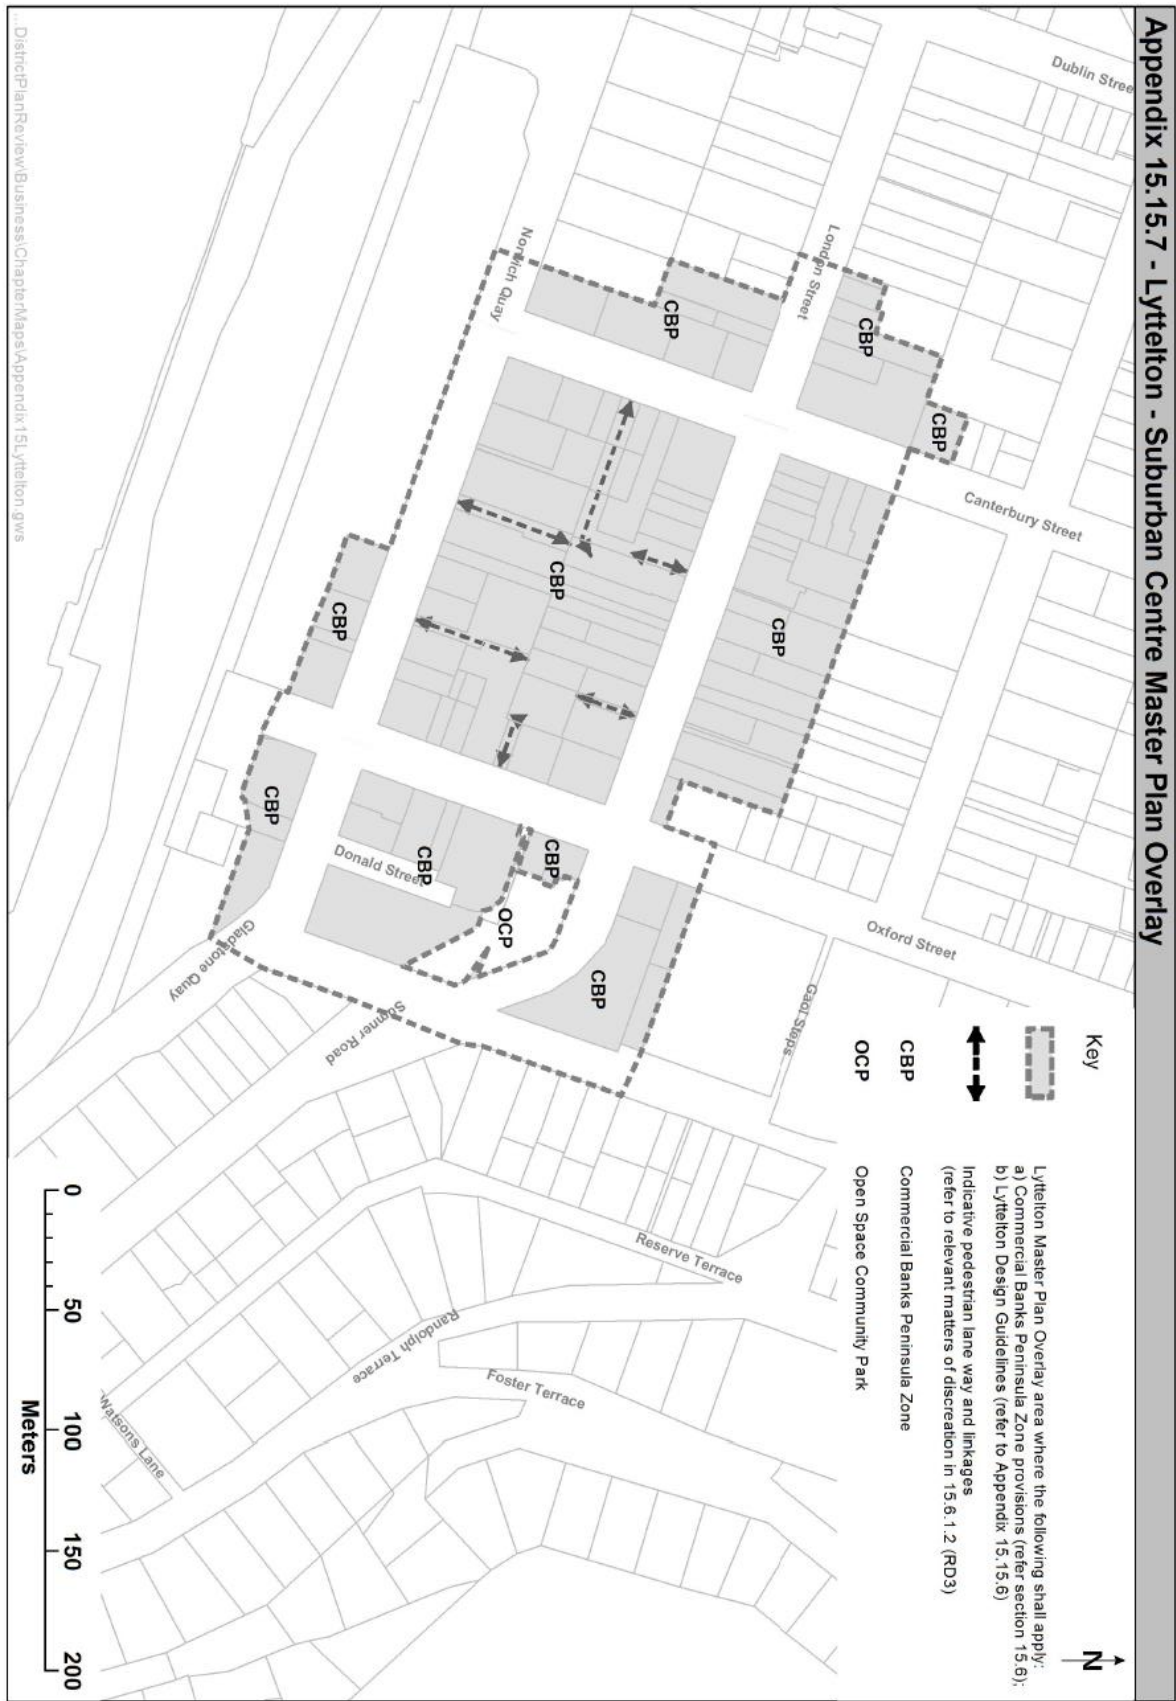 Appendix 15.15.7 - Lyttelton - Suburban Centre Master Plan Overlay
Dublin Stree
London Street
Norwich Quay
Canterbury Street
CBP
CBP
CBP
CBP
CBP
CBP
CBP
CBP
CBP
CBP
OCP
Donald Street
Oxford Street
Gaol Steps
Gladstone Quay
Sumner Road
Reserve Terrace
Randolph Terrace
Foster Terrace
Watsons Lane
Key
Lyttelton Master Plan Overlay area where the following shall apply:
a) Commercial Banks Peninsula Zone provisions (refer section 15.6);
b) Lyttelton Design Guidelines (refer to Appendix 15.15.6)
Indicative pedestrian lane way and linkages
(refer to relevant matters of discreation in 15.6.1.2 (RD3)
CBP Commercial Banks Peninsula Zone
OCP Open Space Community Park
N
0 50 100 150 200
Meters
...DistrictPlanReview\Business\ChapterMaps\Appendix15Lyttelton.gws